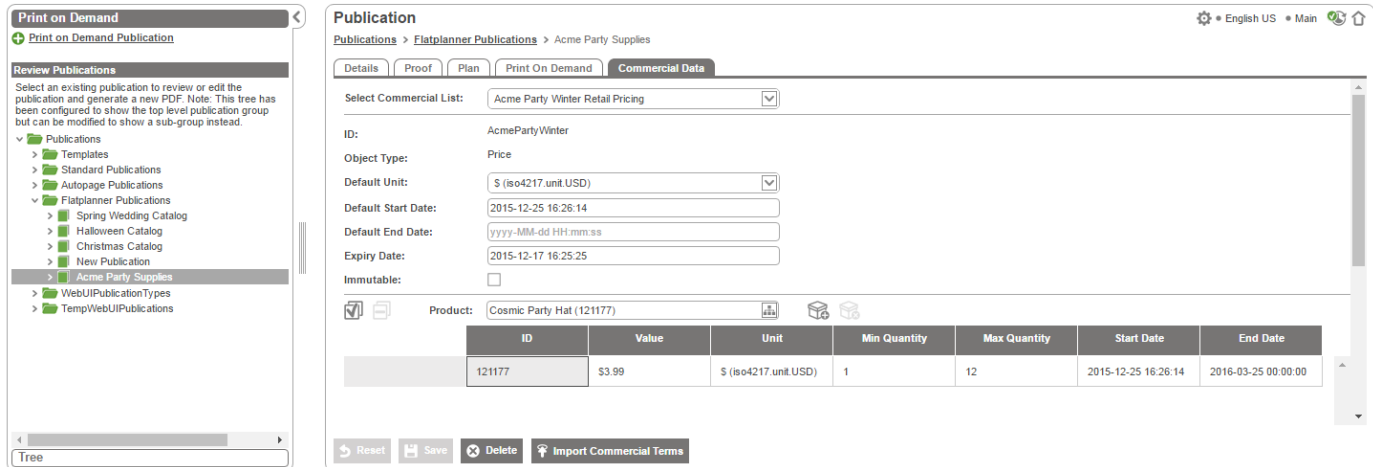 Print on Demand
Print on Demand Publication
Review Publications
Select an existing publication to review or edit the
publication and generate a new PDF. Note: This tree has
been configured to show the top level publication group
but can be modified to show a sub-group instead.
Publications
Templates
Standard Publications
Autopage Publications
Flatplanner Publications
Spring Wedding Catalog
Halloween Catalog
Christmas Catalog
New Publication
Acme Party Supplies
WebUIPublicationTypes
TempWebUIPublications
Tree
Publication
English US Main
Publications > Flatplanner Publications > Acme Party Supplies
Details Proof Plan Print On Demand Commercial Data
Select Commercial List: Acme Party Winter Retail Pricing
ID: AcmePartyWinter
Object Type: Price
Default Unit: $ (iso4217.unit.USD)
Default Start Date: 2015-12-25 16:26:14
Default End Date: yyyy-MM-dd HH:mm:ss
Expiry Date: 2015-12-17 16:25:25
Immutable:
Product: Cosmic Party Hat (121177)
ID Value Unit Min Quantity Max Quantity Start Date End Date
121177 $3.99 $ (iso4217.unit.USD) 1 12 2015-12-25 16:26:14 2016-03-25 00:00:00
Reset Save Delete Import Commercial Terms